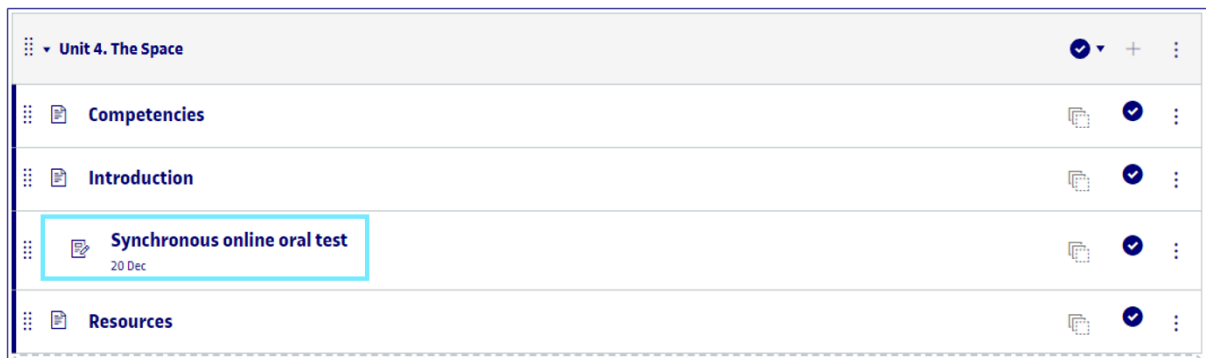 Unit 4. The Space
Competencies
Introduction
Synchronous online oral test
20 Dec
Resources